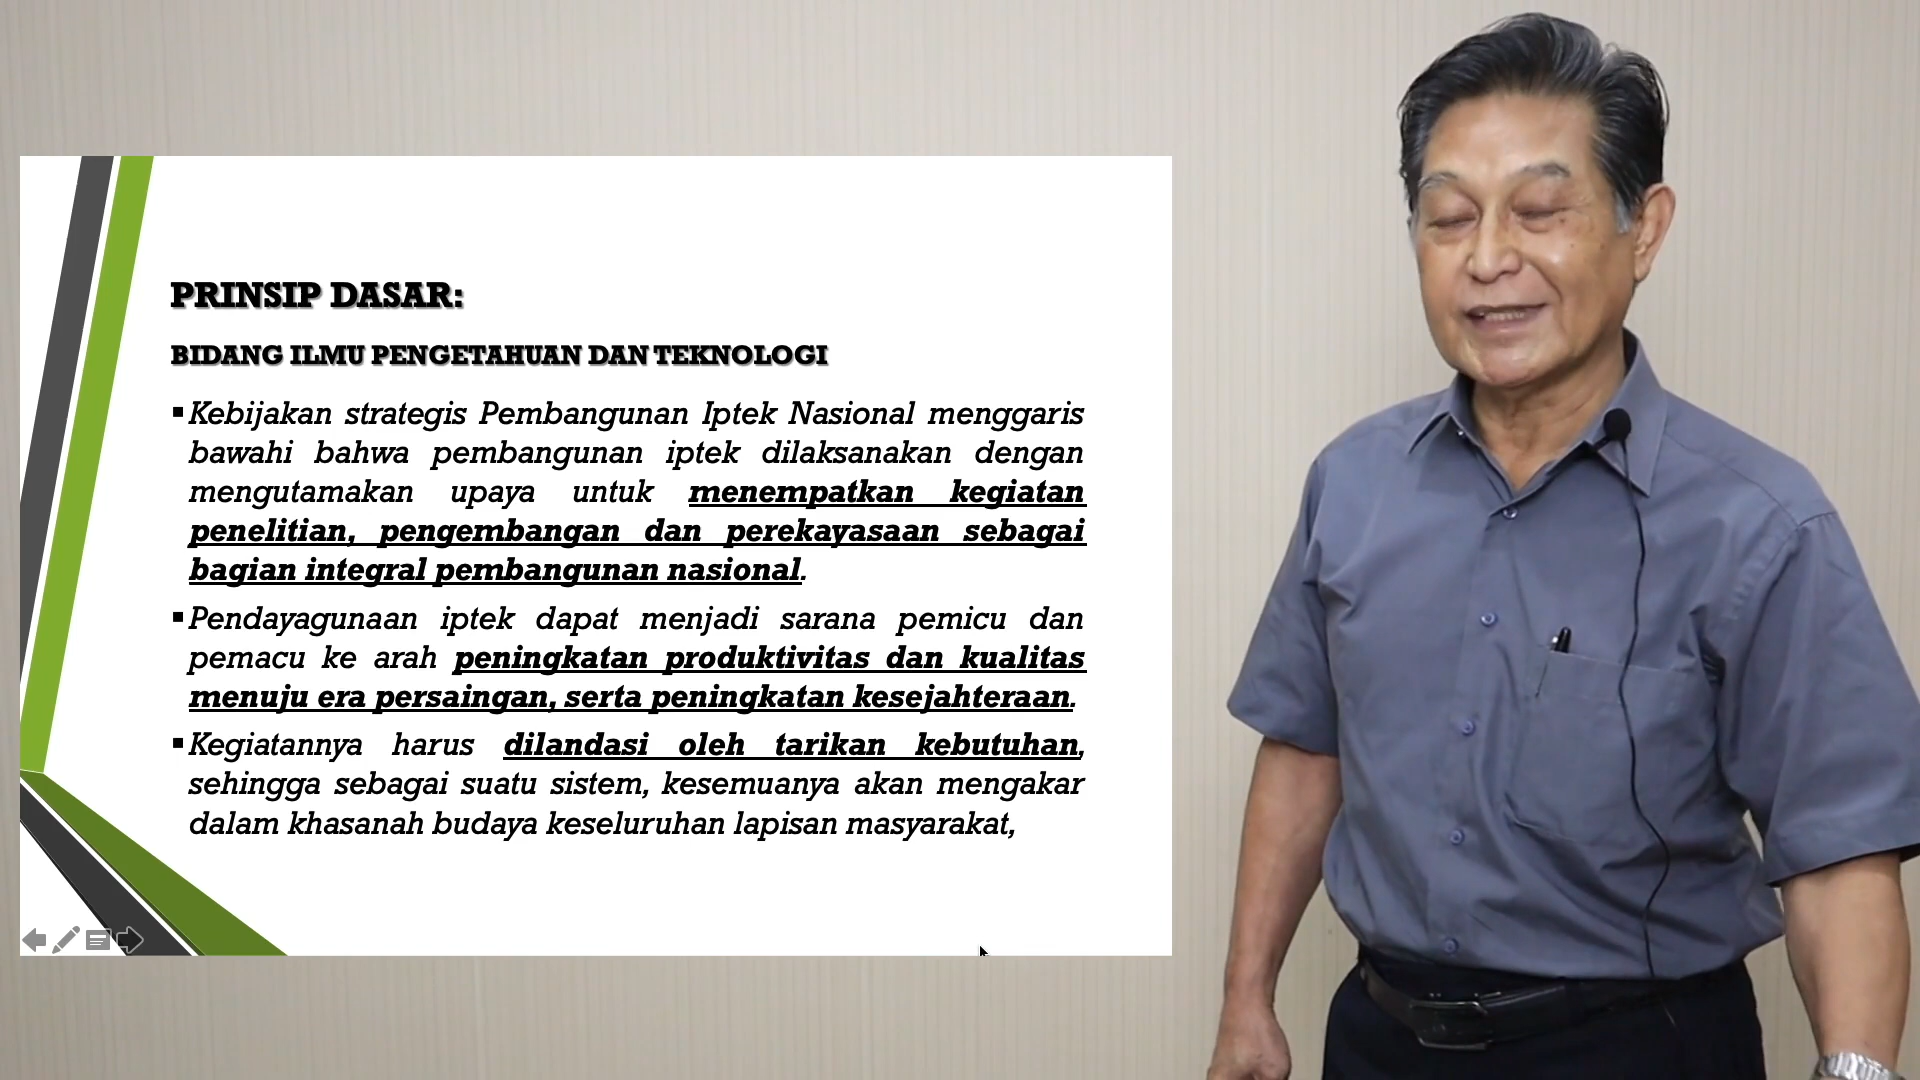 PRINSIP DASAR:
BIDANG ILMU PENGETAHUAN DAN TEKNOLOGI
▪Kebijakan strategis Pembangunan Iptek Nasional menggaris
bawahi bahwa pembangunan iptek dilaksanakan dengan
mengutamakan upaya untuk menempatkan kegiatan
penelitian, pengembangan dan perekayasaan sebagai
bagian integral pembangunan nasional.
▪Pendayagunaan iptek dapat menjadi sarana pemicu dan
pemacu ke arah peningkatan produktivitas dan kualitas
menuju era persaingan, serta peningkatan kesejahteraan.
▪Kegiatannya harus dilandasi oleh tarikan kebutuhan,
sehingga sebagai suatu sistem, kesemuanya akan mengakar
dalam khasanah budaya keseluruhan lapisan masyarakat,